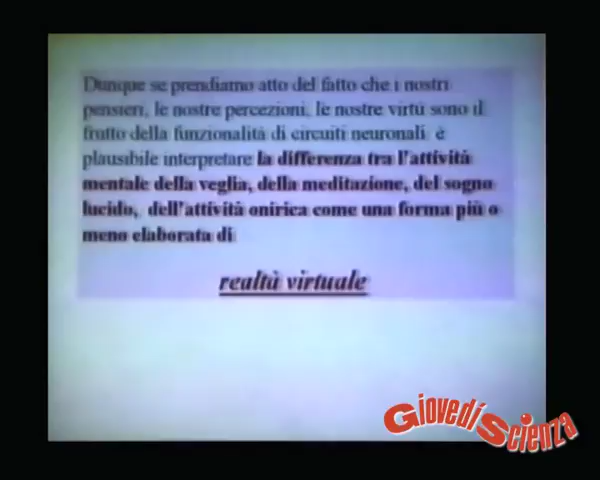 Dunque se prendiamo atto del fatto che i nostri
pensieri, le nostre percezioni, le nostre virtù sono il
frutto della funzionalità di circuiti neuronali è
plausibile interpretare la differenza tra l'attività
mentale della veglia, della meditazione, del sogno
lucido, dell'attività onirica come una forma più o
meno elaborata di
realtà virtuale
Giovedì Scienza